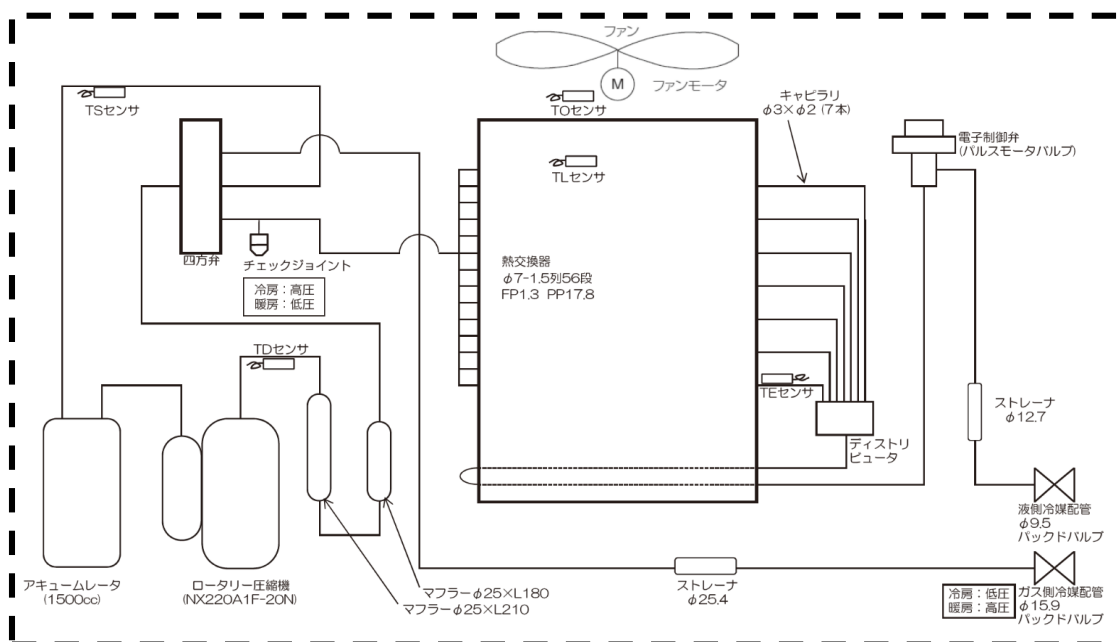 ファン
M
ファンモータ
TSセンサ
TOセンサ
キャピラリ
φ3×φ2 (7本)
電子制御弁
(パルスモータバルブ)
TLセンサ
四方弁
チェックジョイント
冷房：高圧
暖房：低圧
熱交換器
φ7-1.5列56段
FP1.3 PP17.8
TDセンサ
TEセンサ
ストレーナ
φ12.7
ディストリ
ビュータ
液側冷媒配管
φ9.5
パックドバルブ
アキュームレータ
(1500cc)
ロータリー圧縮機
(NX220A1F-20N)
マフラーφ25×L180
マフラーφ25×L210
ストレーナ
φ25.4
冷房：低圧
暖房：高圧
ガス側冷媒配管
φ15.9
パックドバルブ